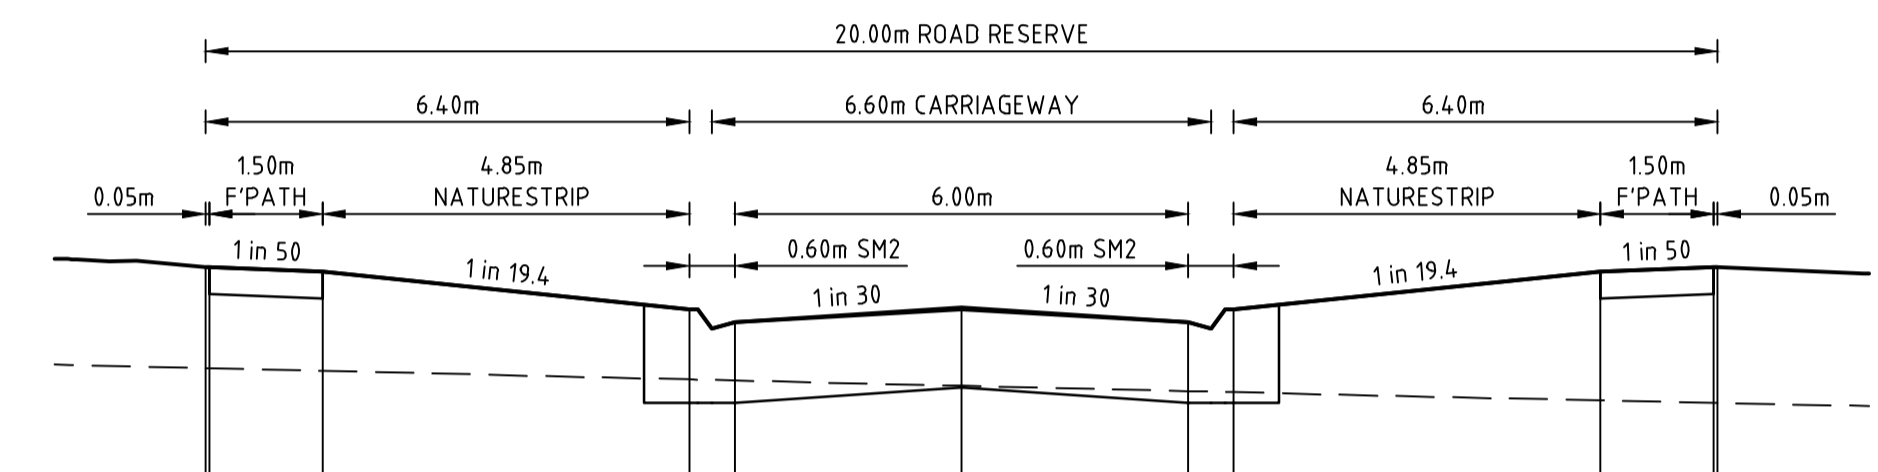 20.00m ROAD RESERVE
6.40m
6.60m CARRIAGEWAY
6.40m
1.50m
4.85m
4.85m
1.50m
0.05m
F'PATH
NATURESTRIP
6.00m
NATURESTRIP
F'PATH
0.05m
1 in 50
0.60m SM2
0.60m SM2
1 in 50
1 in 19.4
1 in 19.4
1 in 30
1 in 30